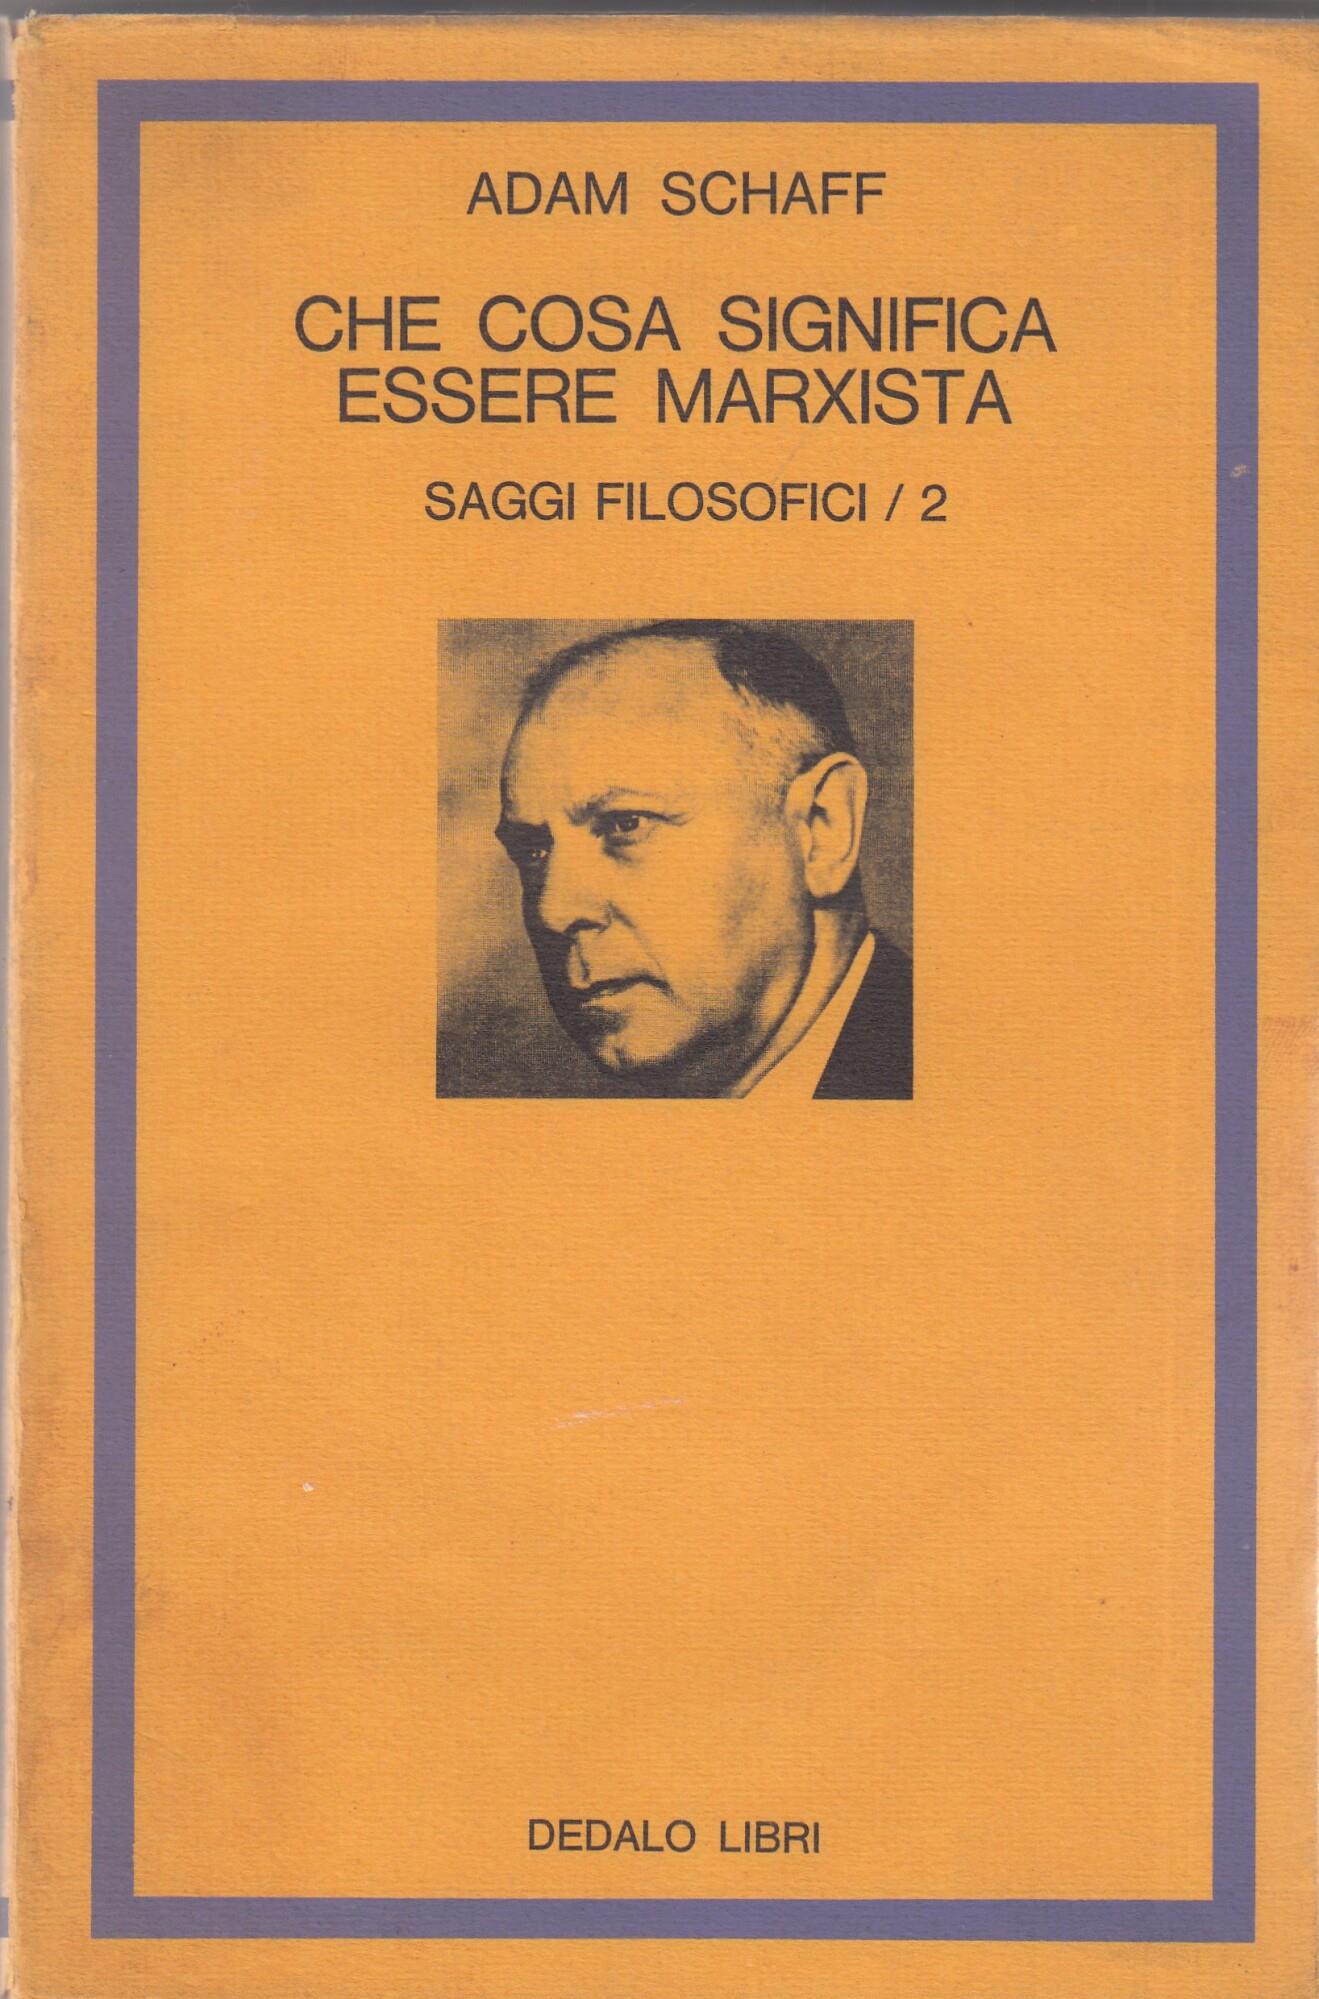 ADAM SCHAFF
CHE COSA SIGNIFICA
ESSERE MARXISTA
SAGGI FILOSOFICI / 2
DEDALO LIBRI